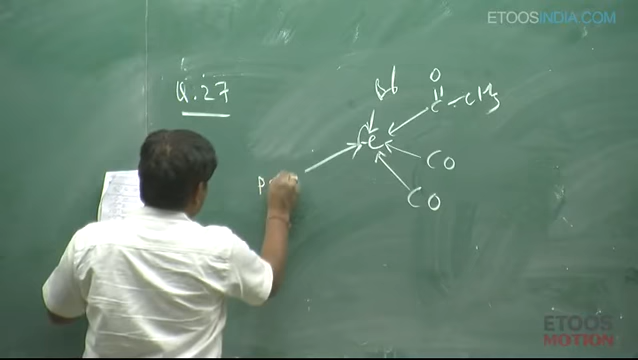 ETOOSINDIA.COM
Q.27
O
C-CH3
Fe
CO
CO
P
ETOOS
MOTION